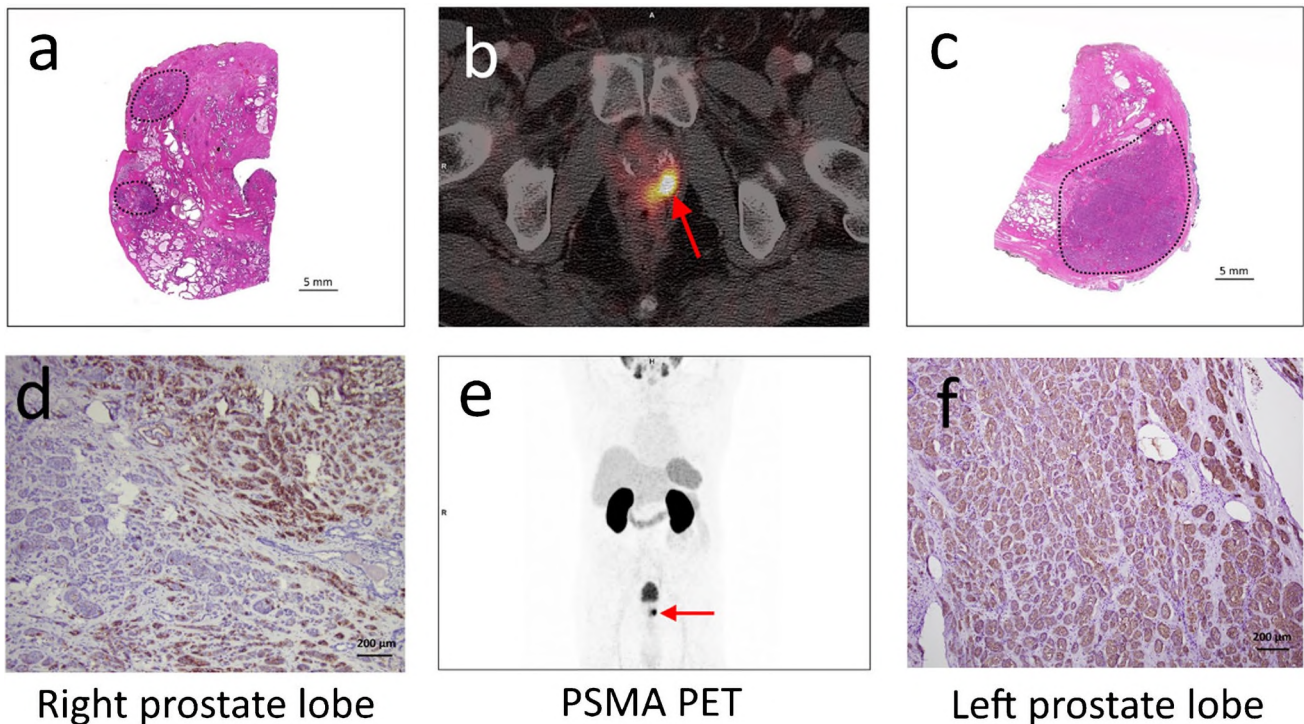 a
b
c
A
R
5 mm
5 mm
d
e
f
H
R
200 µm
200 µm
Right prostate lobe
PSMA PET
Left prostate lobe